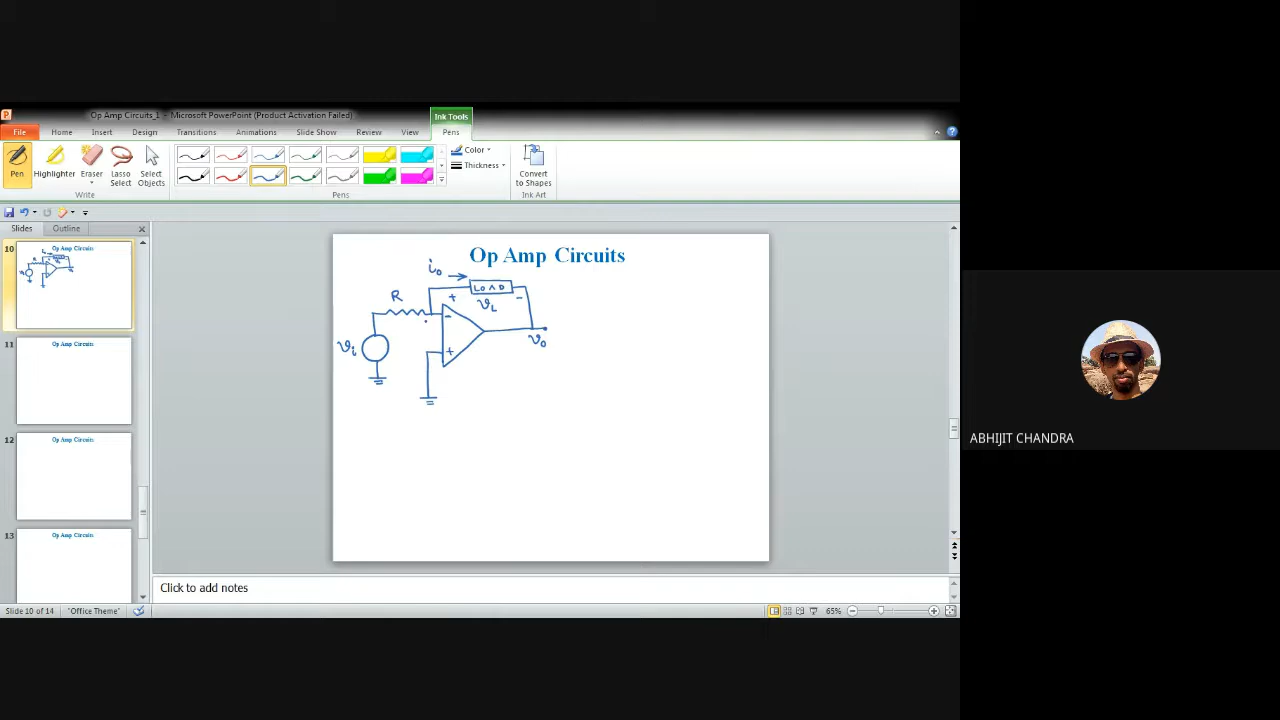 Op Amp Circuits_1 - Microsoft PowerPoint (Product Activation Failed)
Ink Tools
File Home Insert Design Transitions Animations Slide Show Review View Pens
Pen Highlighter Eraser Lasso Select Select Objects
Color
Thickness
Convert to Shapes
Write Pens Ink Art
Slides Outline
10
Op Amp Circuits
11
Op Amp Circuits
12
Op Amp Circuits
13
Op Amp Circuits
Op Amp Circuits
i₀
LOAD
R
+ v_L -
-
+
v_i
v₀
ABHIJIT CHANDRA
Click to add notes
Slide 10 of 14 "Office Theme" 65%